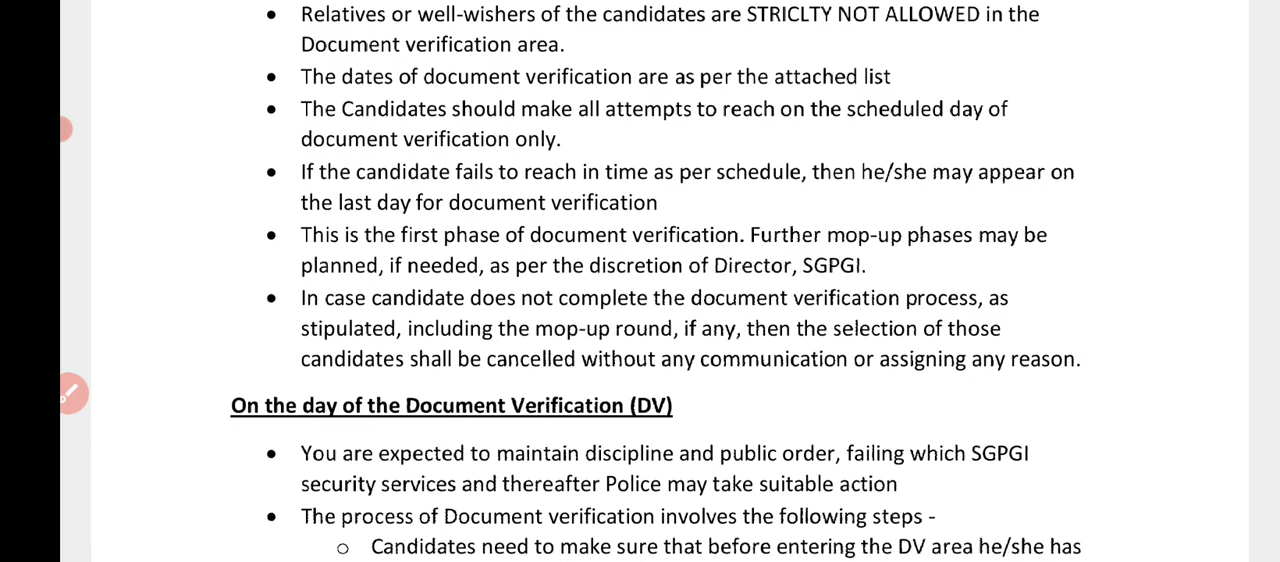 • Relatives or well-wishers of the candidates are STRICLTY NOT ALLOWED in the
Document verification area.
• The dates of document verification are as per the attached list
• The Candidates should make all attempts to reach on the scheduled day of
document verification only.
• If the candidate fails to reach in time as per schedule, then he/she may appear on
the last day for document verification
• This is the first phase of document verification. Further mop-up phases may be
planned, if needed, as per the discretion of Director, SGPGI.
• In case candidate does not complete the document verification process, as
stipulated, including the mop-up round, if any, then the selection of those
candidates shall be cancelled without any communication or assigning any reason.
On the day of the Document Verification (DV)
• You are expected to maintain discipline and public order, failing which SGPGI
security services and thereafter Police may take suitable action
• The process of Document verification involves the following steps -
o Candidates need to make sure that before entering the DV area he/she has